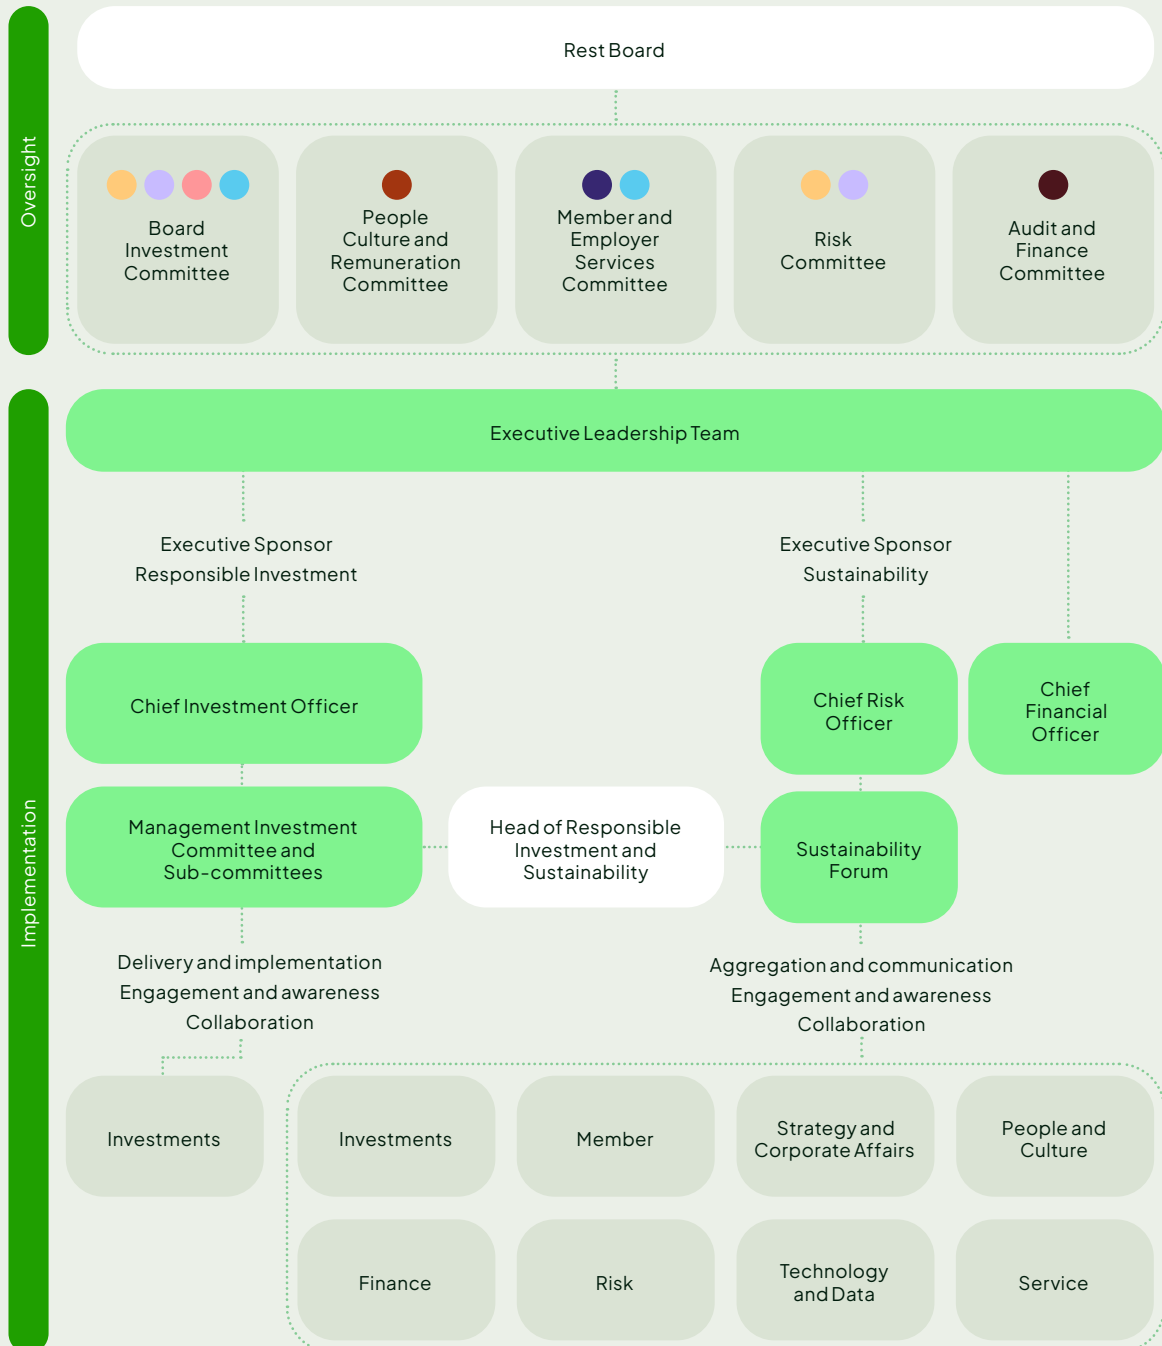 Oversight
Rest Board
Board
Investment
Committee
People
Culture and
Remuneration
Committee
Member and
Employer
Services
Committee
Risk
Committee
Audit and
Finance
Committee
Implementation
Executive Leadership Team
Executive Sponsor
Responsible Investment
Executive Sponsor
Sustainability
Chief Investment Officer
Chief Risk
Officer
Chief
Financial
Officer
Management Investment
Committee and
Sub-committees
Head of Responsible
Investment and
Sustainability
Sustainability
Forum
Delivery and implementation
Engagement and awareness
Collaboration
Aggregation and communication
Engagement and awareness
Collaboration
Investments
Investments
Member
Strategy and
Corporate Affairs
People and
Culture
Finance
Risk
Technology
and Data
Service